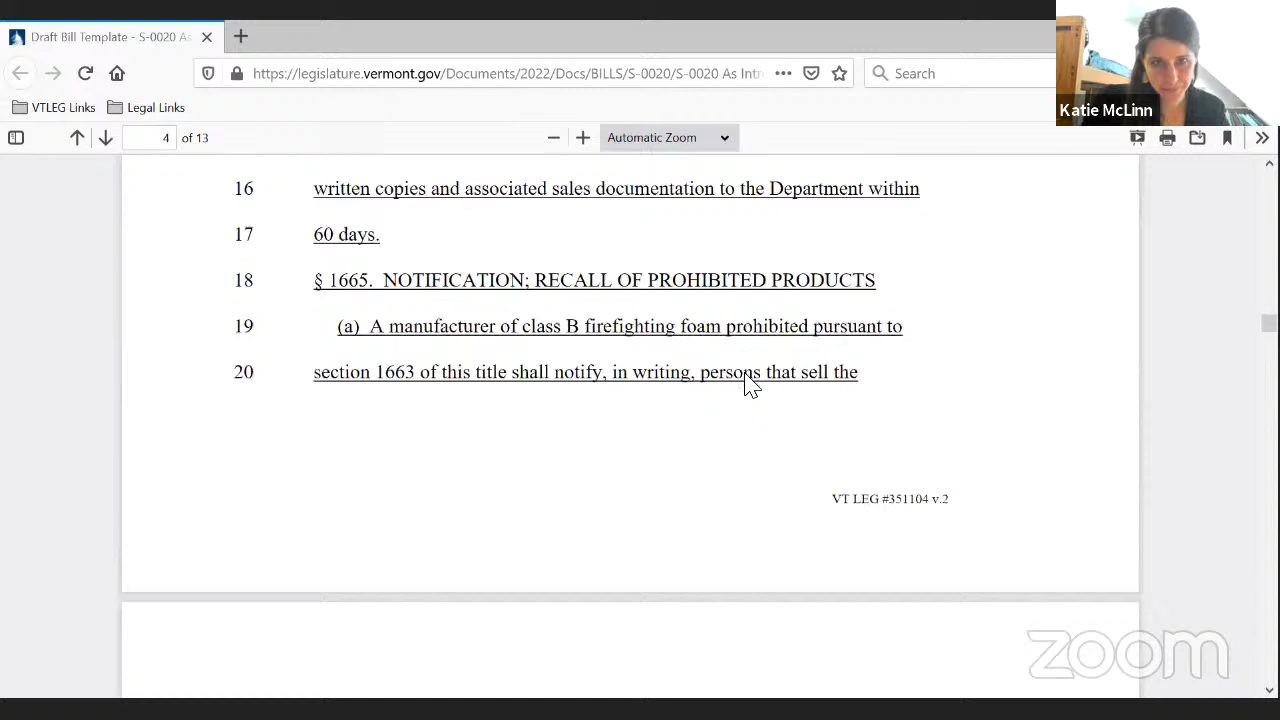 Draft Bill Template - S-0020 As
https://legislature.vermont.gov/Documents/2022/Docs/BILLS/S-0020/S-0020 As Intr
Search
VTLEG Links
Legal Links
Katie McLinn
4 of 13
Automatic Zoom
16 written copies and associated sales documentation to the Department within
17 60 days.
18 § 1665. NOTIFICATION; RECALL OF PROHIBITED PRODUCTS
19 (a) A manufacturer of class B firefighting foam prohibited pursuant to
20 section 1663 of this title shall notify, in writing, persons that sell the
VT LEG #351104 v.2
zoom